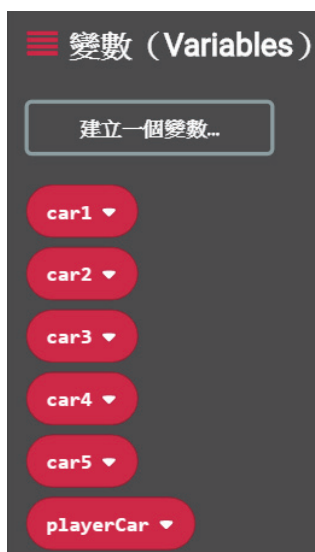 變數（Variables）
建立一個變數...
car1
car2
car3
car4
car5
playerCar